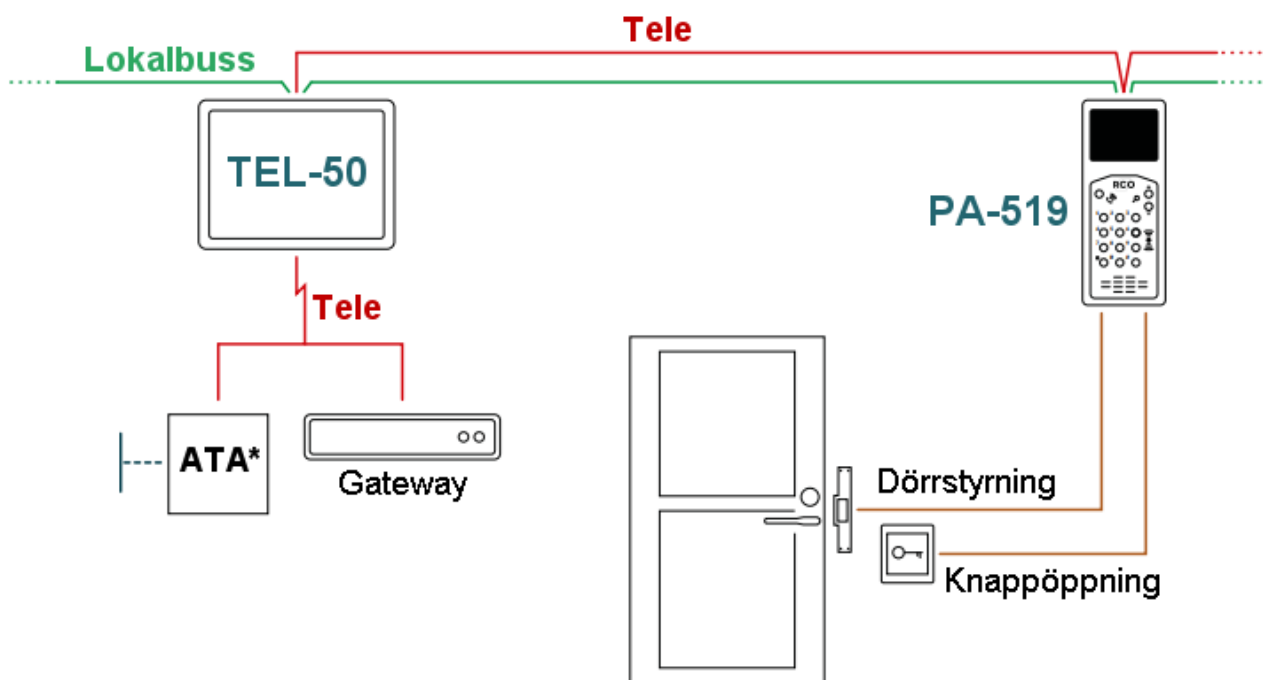 Tele
Lokalbuss
TEL-50
RCO
PA-519
Tele
ATA*
Gateway
Dörrstyrning
Knappöppning